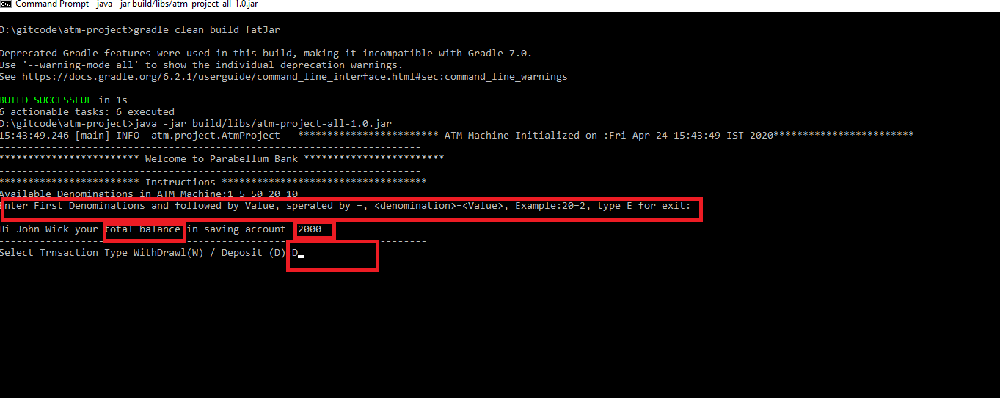 Command Prompt - java -jar build/libs/atm-project-all-1.0.jar
D:\gitcode\atm-project>gradle clean build fatJar
Deprecated Gradle features were used in this build, making it incompatible with Gradle 7.0.
Use '--warning-mode all' to show the individual deprecation warnings.
See https://docs.gradle.org/6.2.1/userguide/command_line_interface.html#sec:command_line_warnings
BUILD SUCCESSFUL in 1s
6 actionable tasks: 6 executed
D:\gitcode\atm-project>java -jar build/libs/atm-project-all-1.0.jar
15:43:49.246 [main] INFO  atm.project.AtmProject - ************************ ATM Machine Initialized on :Fri Apr 24 15:43:49 IST 2020************************
------------------------------------------------------------------------
************************ Welcome to Parabellum Bank ************************
------------------------------------------------------------------------
************************ Instructions ***********************************
Available Denominations in ATM Machine:1 5 50 20 10
Enter First Denominations and followed by Value, sperated by =, <denomination>=<Value>, Example:20=2, type E for exit:
------------------------------------------------------------------------
Hi John Wick your total balance in saving account  2000
-------------------------------------------------------------------------
Select Trnsaction Type WithDrawl(W) / Deposit (D) D